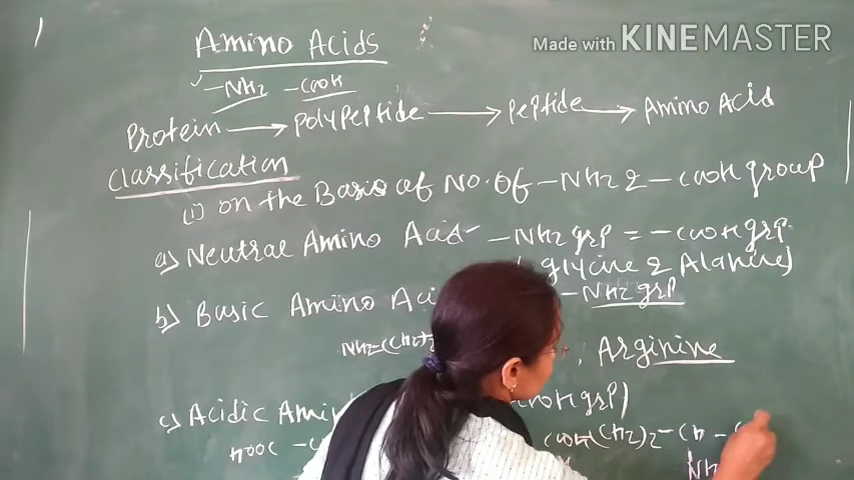 Made with KINEMASTER
Amino Acids
-NH2 -COOH
Protein → Polypeptide → Peptide → Amino Acid
Classification
(i) on the Basis of No. of -NH2 & -COOH group
a) Neutral Amino Acid -NH2 grp = -COOH grp.
Glycine & Alanine)
b) Basic Amino Aci -NH2 grp
NH2-(CH2) , Arginine
c) Acidic Amin COOH grp)
HOOC - COOH (CH2)2 - CH -
NH